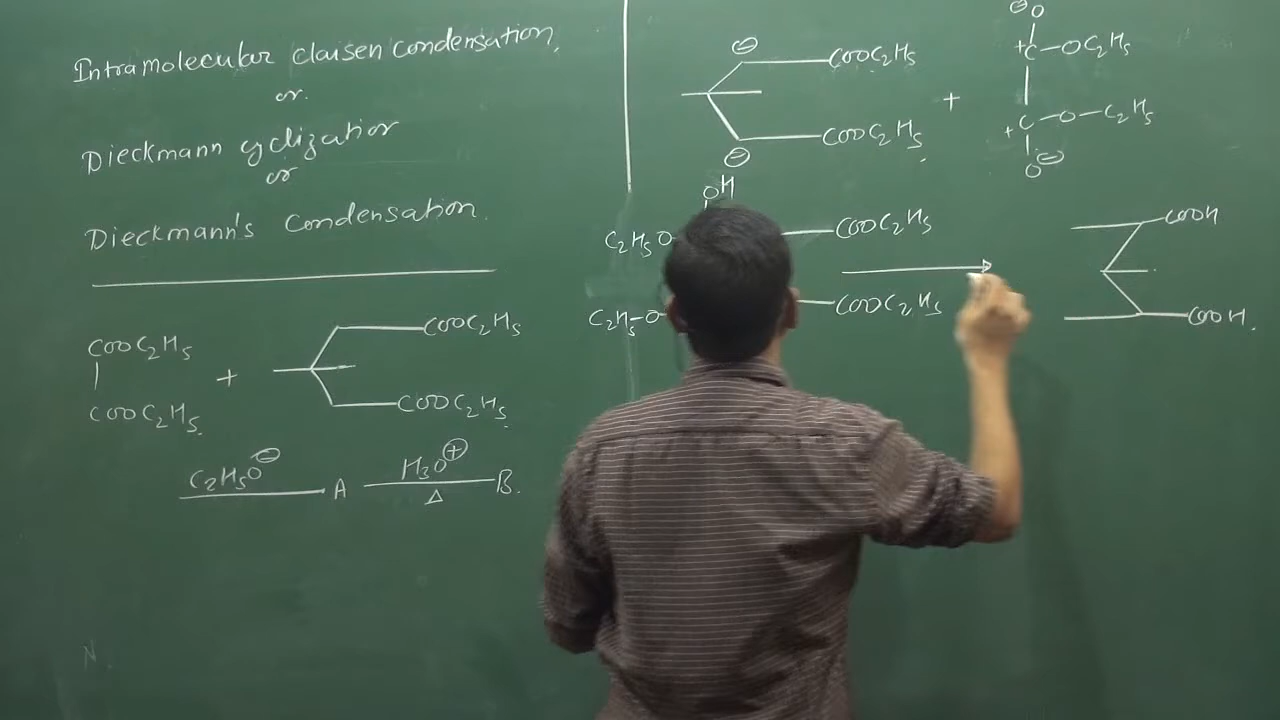 Intramolecular clausen condensation,
or.
Dieckmann cyclization
or
Dieckmann's Condensation.
COOC2H5
COOC2H5.
+
COOC2H5
COOC2H5.
C2H5O⊖
A
H3O⊕
Δ
B.
N.
⊖
COOC2H5
COOC2H5.
⊖
+
⊖O
+C-OC2H5
+C-O-C2H5
O⊖
OH
C2H5O
COOC2H5
C2H5-O
COOC2H5
COOH
COOH.